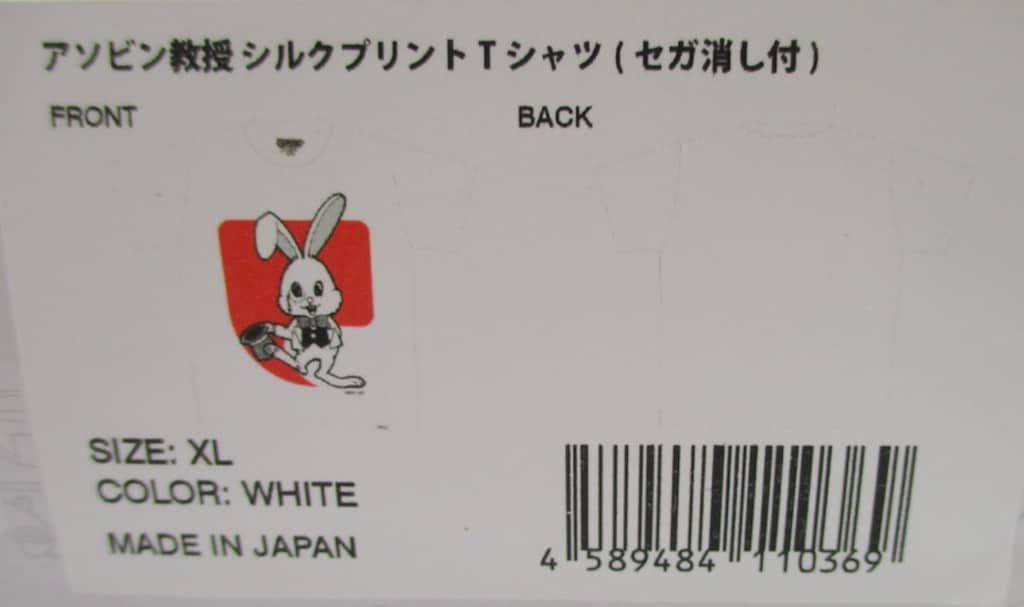 アソビン教授 シルクプリントTシャツ ( セガ消し付 )
FRONT
BACK
SIZE: XL
COLOR: WHITE
MADE IN JAPAN
4 589484 110369